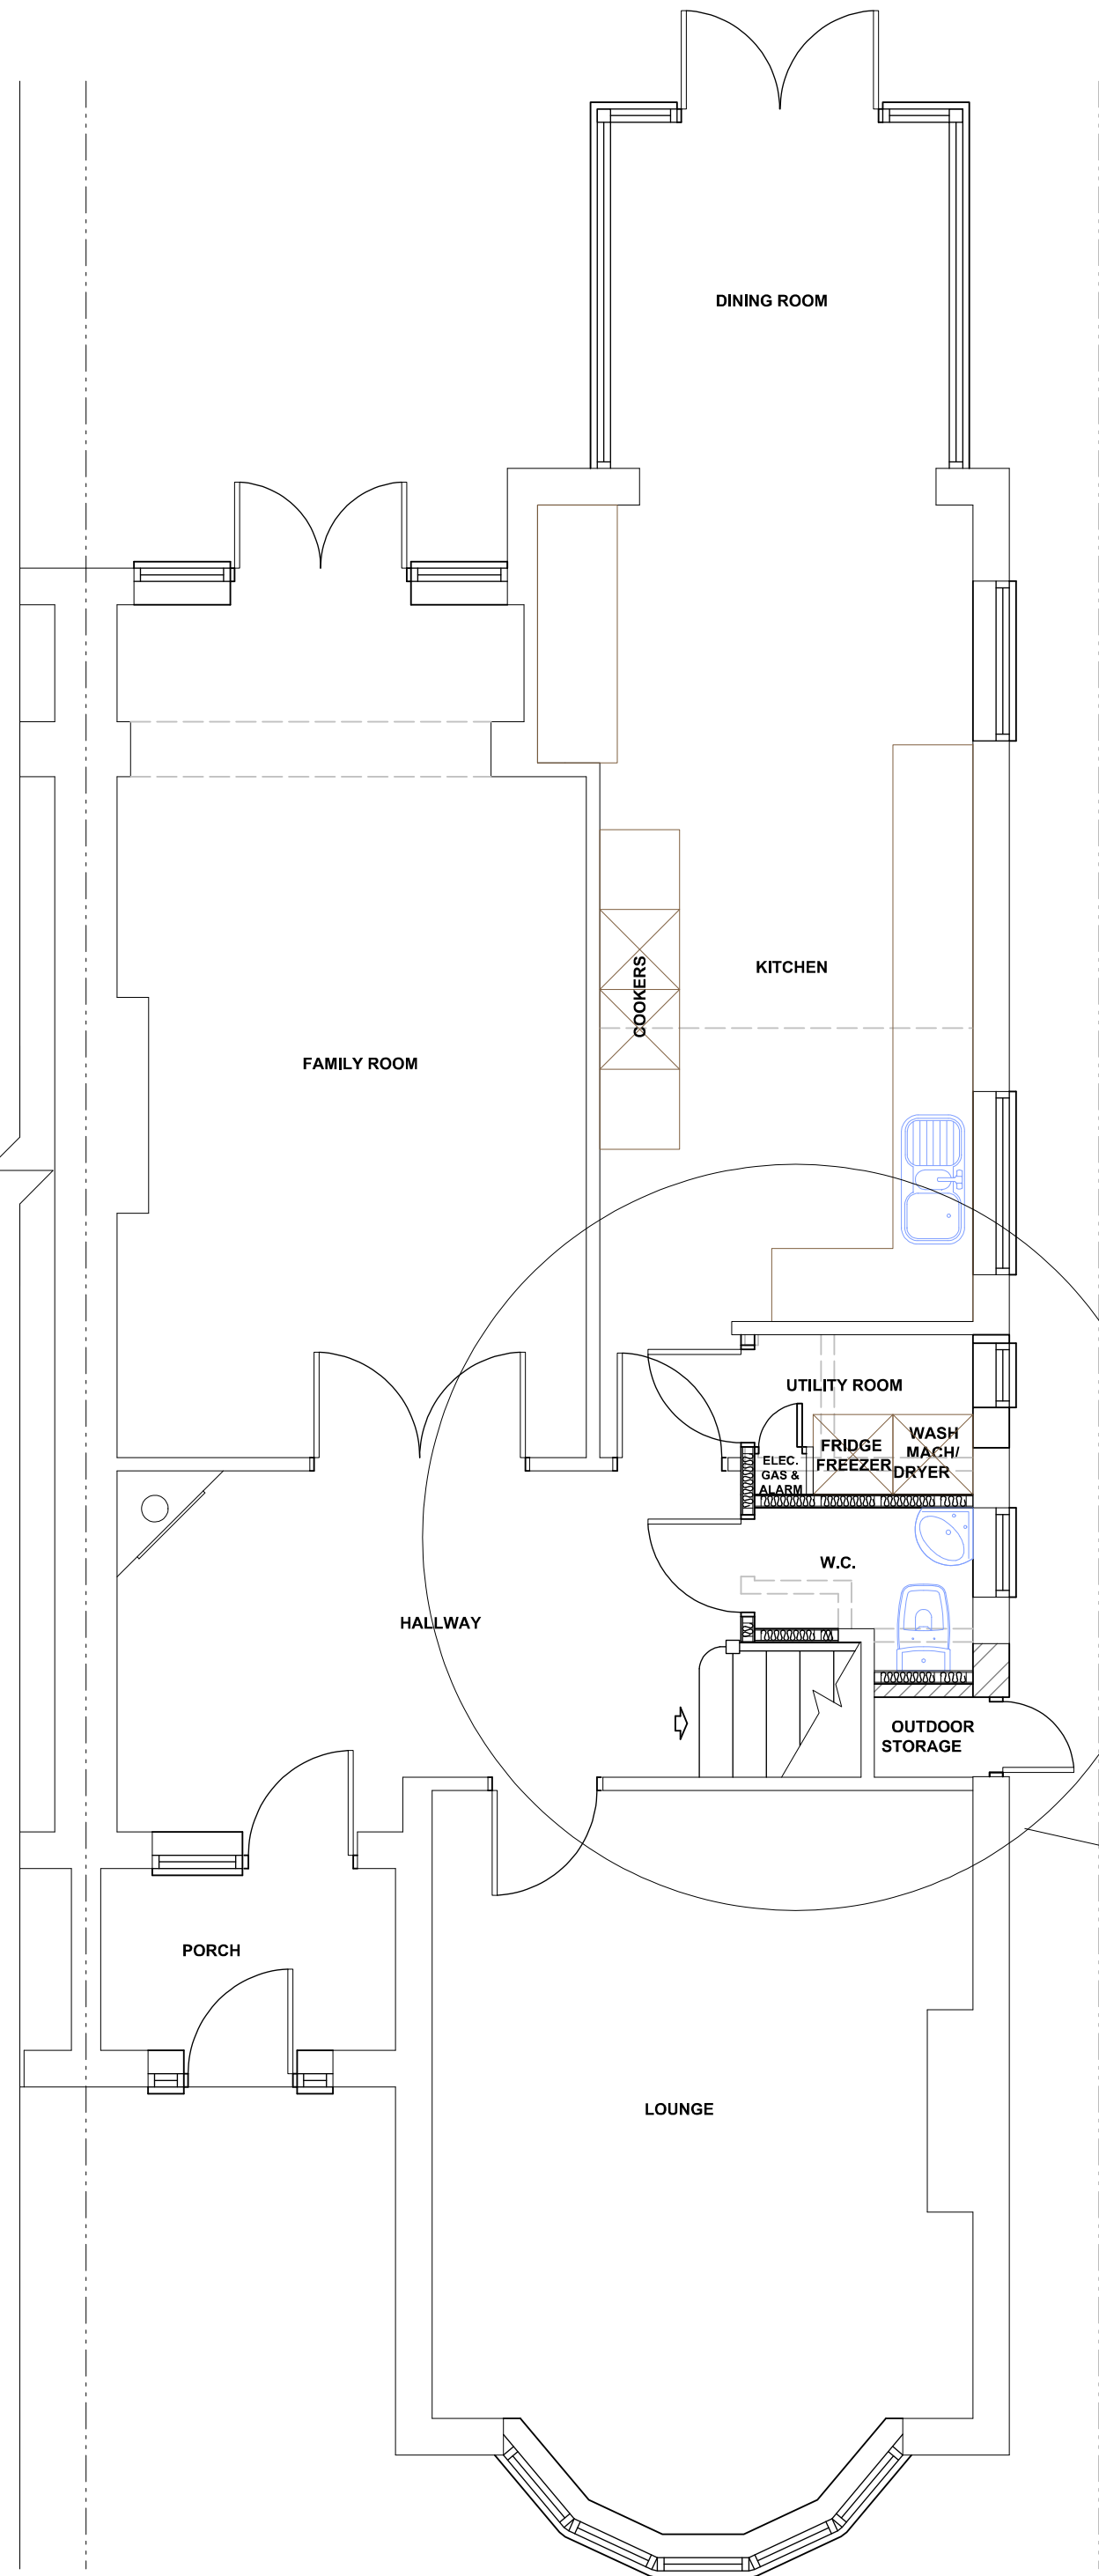 DINING ROOM
KITCHEN
COOKERS
FAMILY ROOM
UTILITY ROOM
ELEC.
GAS &
ALARM
FRIDGE
FREEZER
WASH
MACH/
DRYER
W.C.
HALLWAY
OUTDOOR
STORAGE
PORCH
LOUNGE